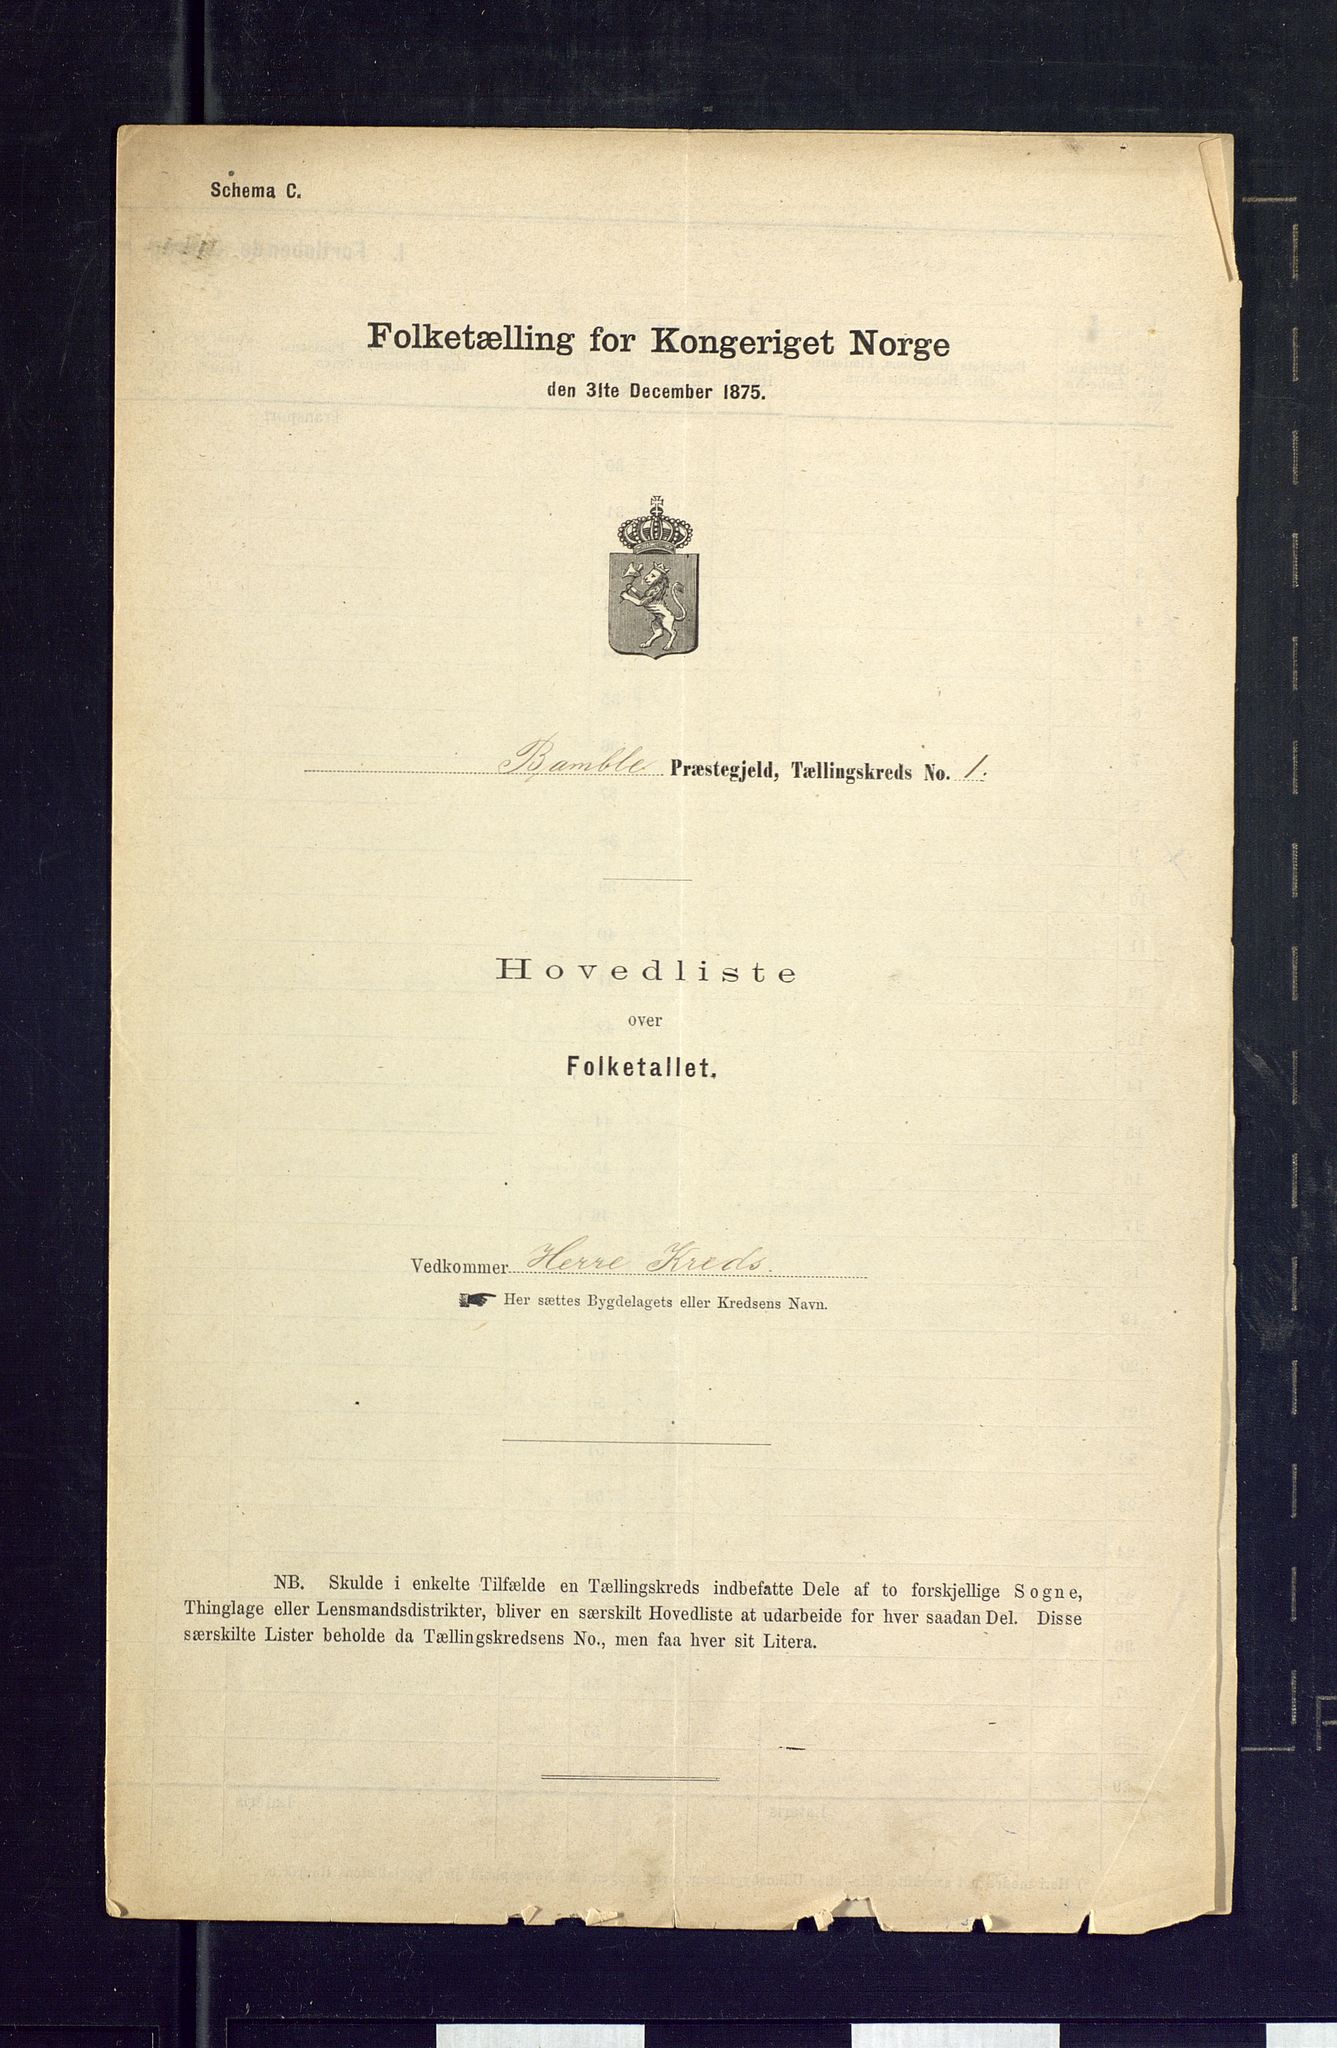 Schema C.
Folketælling for Kongeriget Norge
den 31te December 1875.
Bamble Præstegjeld, Tællingskreds No. 1.
Hovedliste
over
Folketallet.
Vedkommer Herre Kreds.
Her sættes Bygdelagets eller Kredsens Navn.
NB. Skulde i enkelte Tilfælde en Tællingskreds indbefatte Dele af to forskjellige Sogne,
Thinglage eller Lensmandsdistrikter, bliver en særskilt Hovedliste at udarbeide for hver saadan Del. Disse
særskilte Lister beholde da Tællingskredsens No., men faa hver sit Litera.